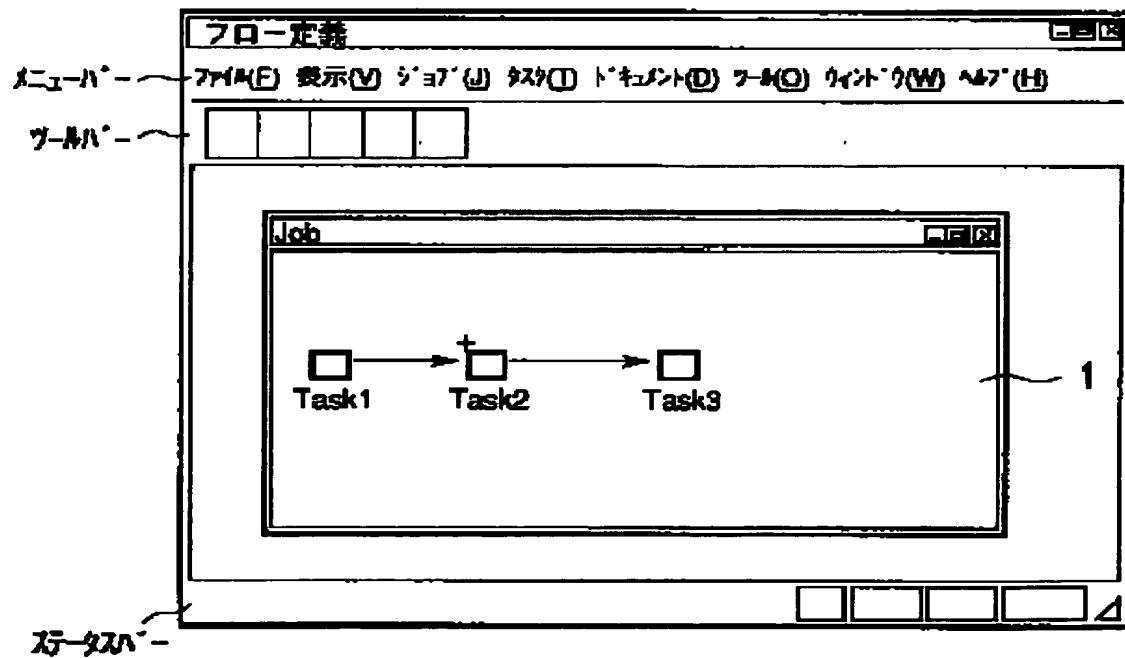 フロー定義
メニューバー
ファイル(F) 表示(V) ジョブ(J) タスク(T) ドキュメント(D) ツール(O) ウィンドウ(W) ヘルプ(H)
ツールバー
Job
Task1 Task2 Task3
1
ステータスバー